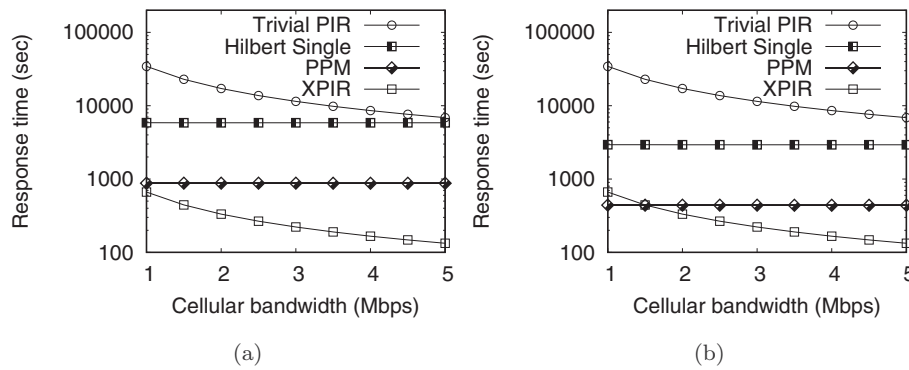 Response time (sec)
100000
10000
1000
100
Trivial PIR
Hilbert Single
PPM
XPIR
1 2 3 4 5
Cellular bandwidth (Mbps)
(a)
Response time (sec)
100000
10000
1000
100
Trivial PIR
Hilbert Single
PPM
XPIR
1 2 3 4 5
Cellular bandwidth (Mbps)
(b)